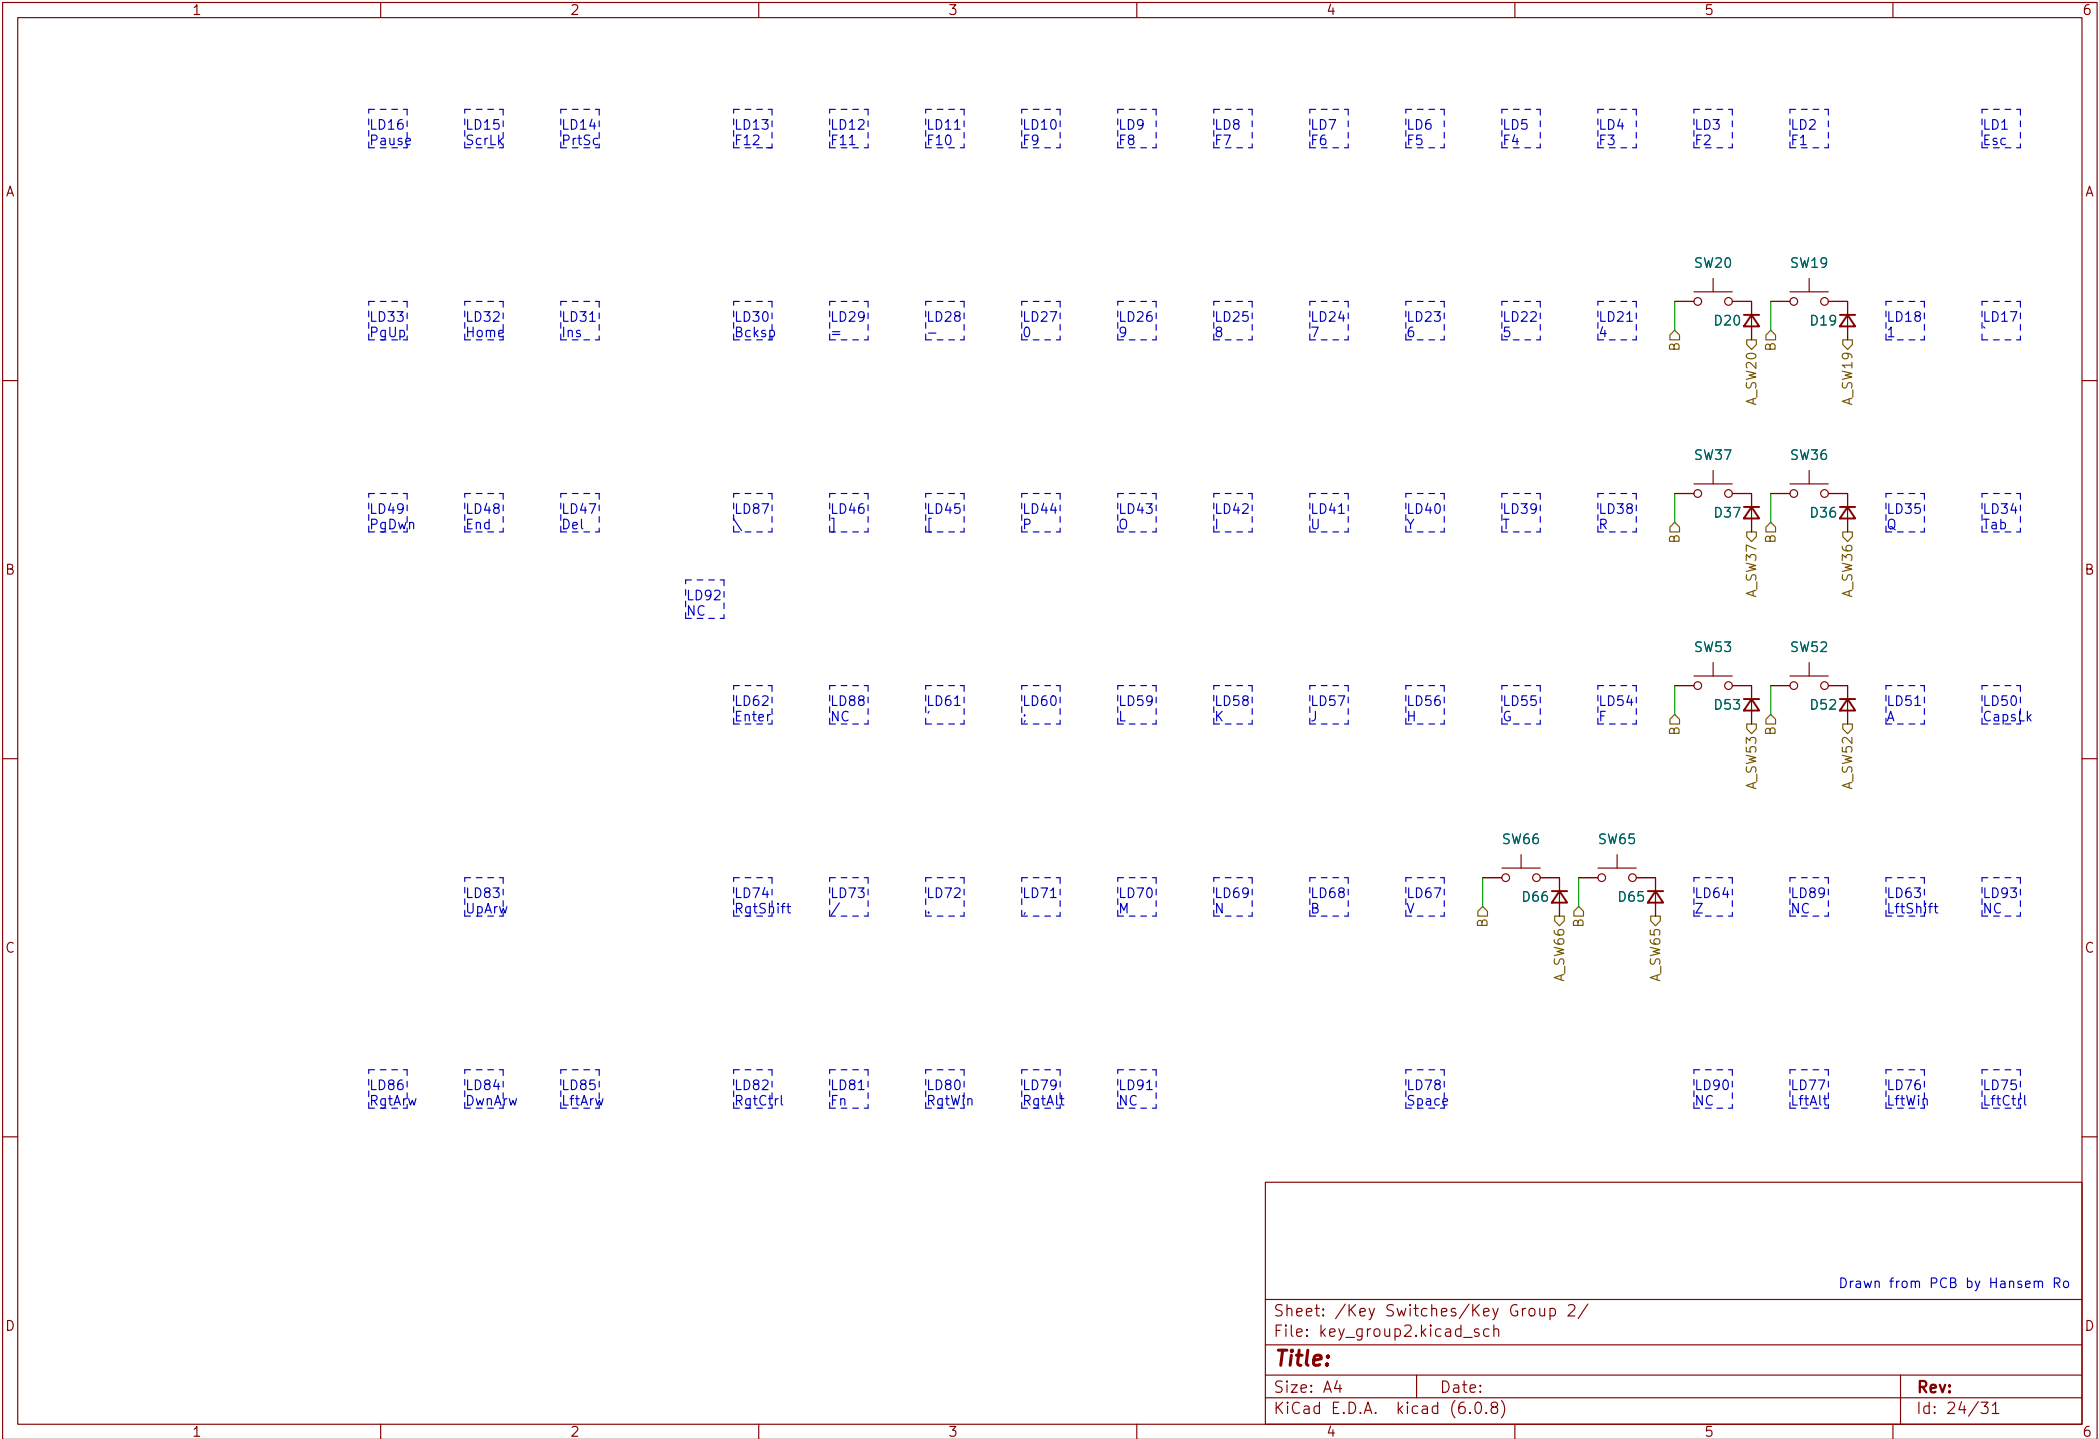 1 2 3 4 5 6
LD16 LD15 LD14 LD13 LD12 LD11 LD10 LD9 LD8 LD7 LD6 LD5 LD4 LD3 LD2 LD1
Pause ScrLk PrtSc F12 F11 F10 F9 F8 F7 F6 F5 F4 F3 F2 F1 Esc
A A
SW20 SW19
LD33 LD32 LD31 LD30 LD29 LD28 LD27 LD26 LD25 LD24 LD23 LD22 LD21 D20 D19 LD18 LD17
PgUp Home Ins Bcksp = - 0 9 8 7 6 5 4 1 `
B B
A_SW20 A_SW19
SW37 SW36
LD49 LD48 LD47 LD87 LD46 LD45 LD44 LD43 LD42 LD41 LD40 LD39 LD38 D37 D36 LD35 LD34
PgDwn End Del \ ] [ P O I U Y T R Q Tab
B B
A_SW37 A_SW36
B B
LD92
NC
SW53 SW52
LD62 LD88 LD61 LD60 LD59 LD58 LD57 LD56 LD55 LD54 D53 D52 LD51 LD50
Enter NC ' ; L K J H G F A CapsLk
B B
A_SW53 A_SW52
SW66 SW65
LD83 LD74 LD73 LD72 LD71 LD70 LD69 LD68 LD67 D66 D65 LD64 LD89 LD63 LD93
UpArw RgtShift / . , M N B V Z NC LftShift NC
B B
A_SW66 A_SW65
C C
LD86 LD84 LD85 LD82 LD81 LD80 LD79 LD91 LD78 LD90 LD77 LD76 LD75
RgtArw DwnArw LftArw RgtCtrl Fn RgtWin RgtAlt NC Space NC LftAlt LftWin LftCtrl
Drawn from PCB by Hansem Ro
Sheet: /Key Switches/Key Group 2/
File: key_group2.kicad_sch
D D
Title:
Size: A4 Date: Rev:
KiCad E.D.A. kicad (6.0.8) Id: 24/31
1 2 3 4 5 6